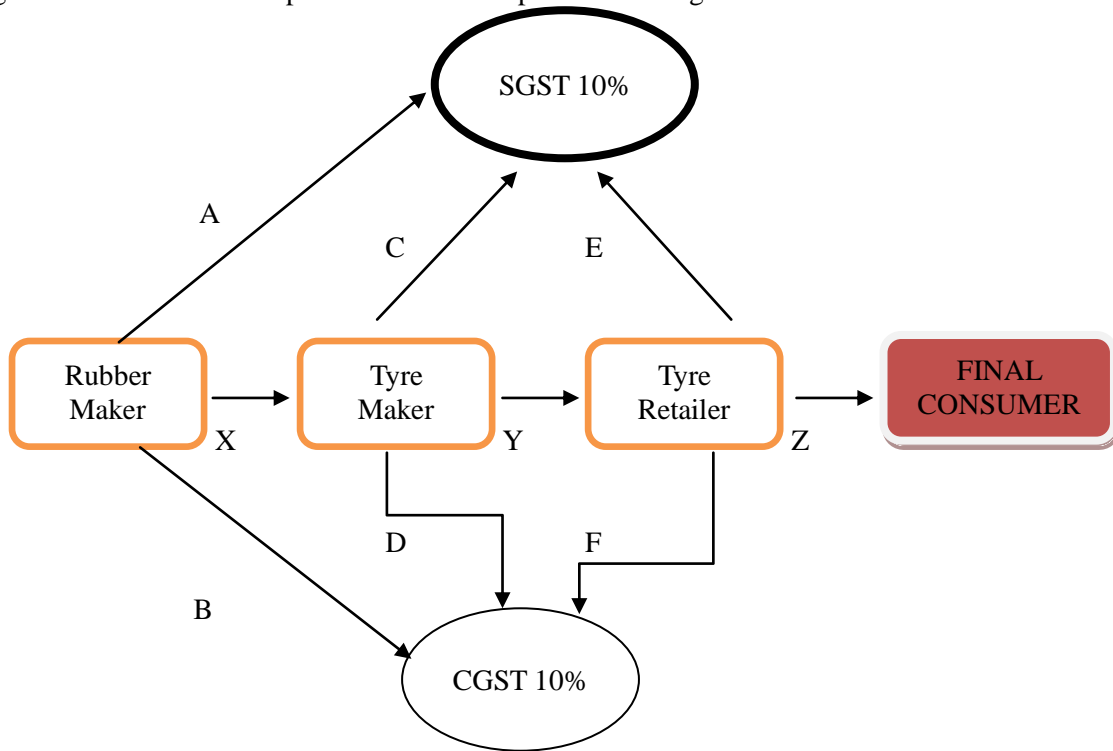 SGST 10%
A
C
E
Rubber
Maker
X
Tyre
Maker
Y
Tyre
Retailer
Z
FINAL
CONSUMER
D
F
B
CGST 10%